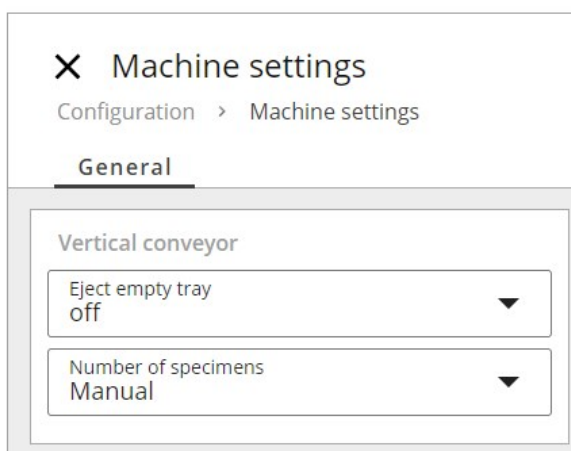 Machine settings
Configuration > Machine settings
General
Vertical conveyor
Eject empty tray
off
Number of specimens
Manual